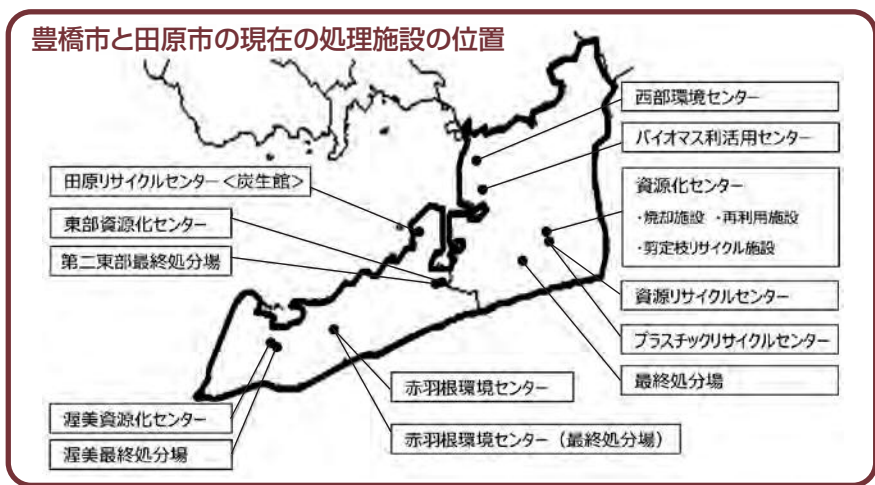 豊橋市と田原市の現在の処理施設の位置
西部環境センター
バイオマス利活用センター
資源化センター
・焼却施設 ・再利用施設
・剪定枝リサイクル施設
資源リサイクルセンター
プラスチックリサイクルセンター
最終処分場
田原リサイクルセンター<炭生館>
東部資源化センター
第二東部最終処分場
赤羽根環境センター
赤羽根環境センター（最終処分場）
渥美資源化センター
渥美最終処分場